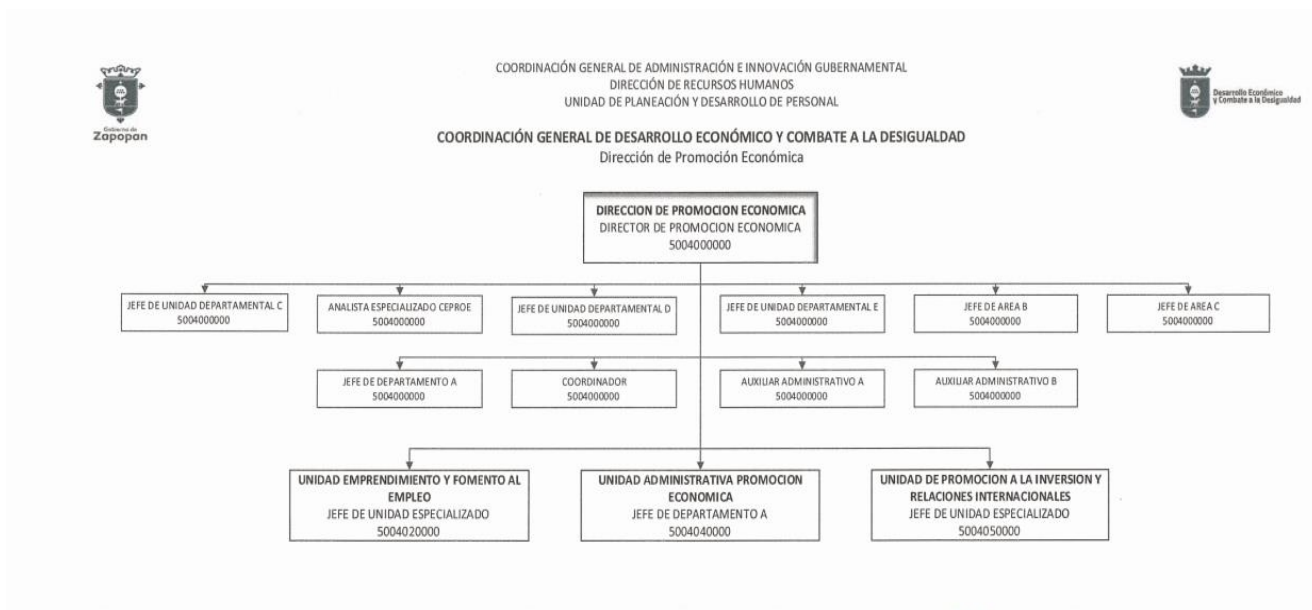 COORDINACIÓN GENERAL DE ADMINISTRACIÓN E INNOVACIÓN GUBERNAMENTAL
DIRECCIÓN DE RECURSOS HUMANOS
UNIDAD DE PLANEACIÓN Y DESARROLLO DE PERSONAL
Gobierno de
Zapopan
Desarrollo Económico
y Combate a la Desigualdad
COORDINACIÓN GENERAL DE DESARROLLO ECONÓMICO Y COMBATE A LA DESIGUALDAD
Dirección de Promoción Económica
DIRECCION DE PROMOCION ECONOMICA
DIRECTOR DE PROMOCION ECONOMICA
5004000000
JEFE DE UNIDAD DEPARTAMENTAL C
5004000000
ANALISTA ESPECIALIZADO CEPROE
5004000000
JEFE DE UNIDAD DEPARTAMENTAL D
5004000000
JEFE DE UNIDAD DEPARTAMENTAL E
5004000000
JEFE DE AREA B
5004000000
JEFE DE AREA C
5004000000
JEFE DE DEPARTAMENTO A
5004000000
COORDINADOR
5004000000
AUXILIAR ADMINISTRATIVO A
5004000000
AUXILIAR ADMINISTRATIVO B
5004000000
UNIDAD EMPRENDIMIENTO Y FOMENTO AL
EMPLEO
JEFE DE UNIDAD ESPECIALIZADO
5004020000
UNIDAD ADMINISTRATIVA PROMOCION
ECONOMICA
JEFE DE DEPARTAMENTO A
5004040000
UNIDAD DE PROMOCION A LA INVERSION Y
RELACIONES INTERNACIONALES
JEFE DE UNIDAD ESPECIALIZADO
5004050000